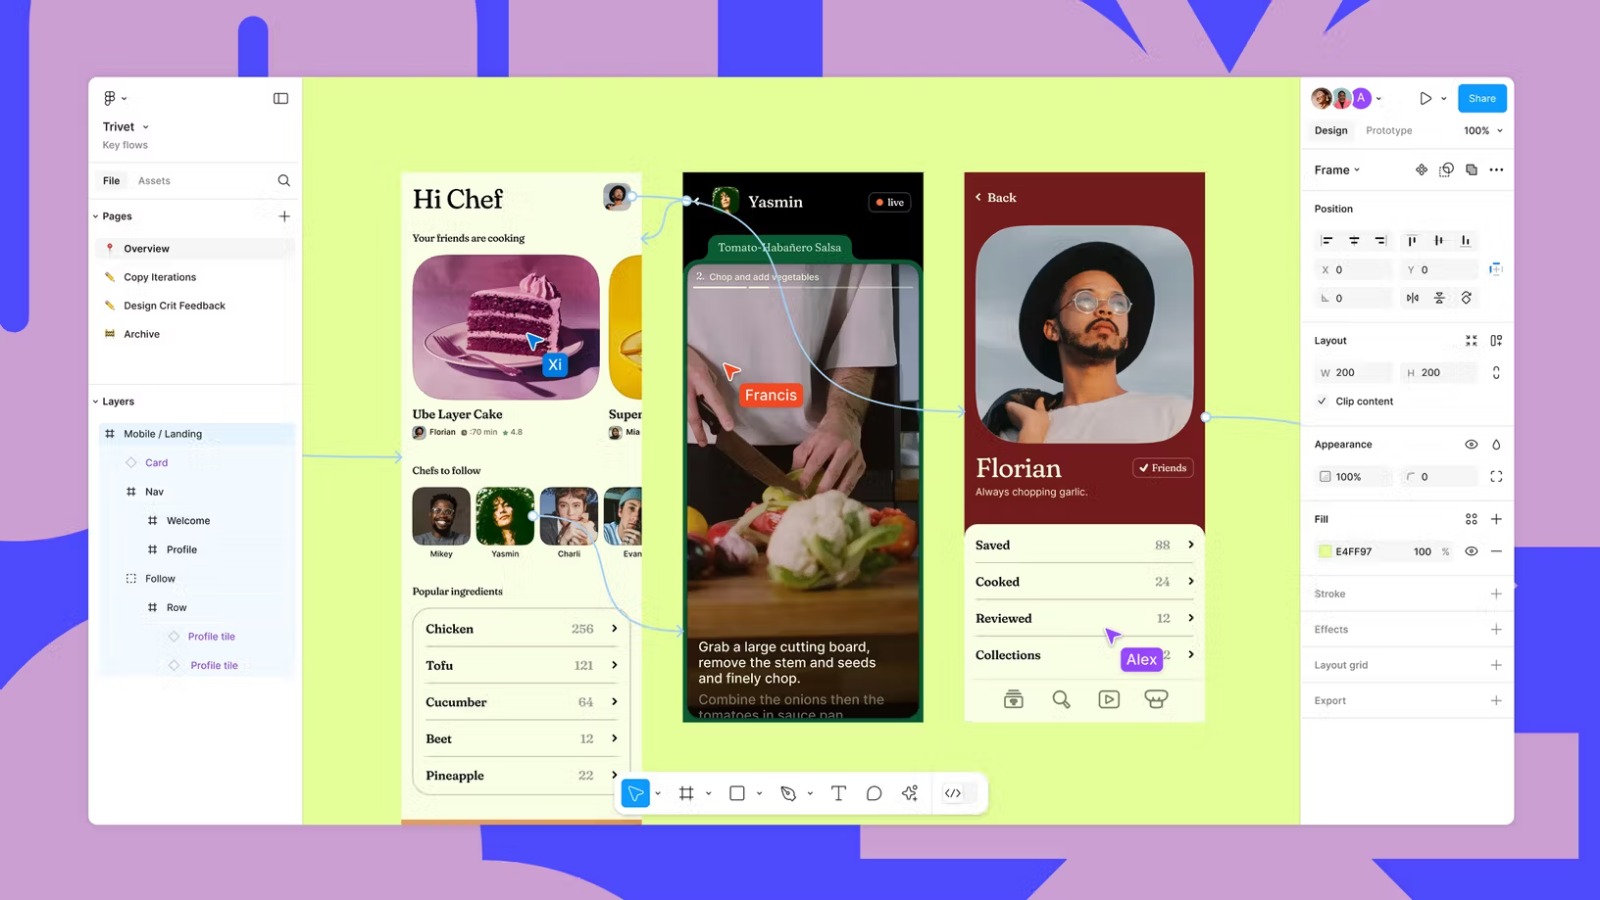 Trivet
Key flows
File Assets
Pages
Overview
Copy Iterations
Design Crit Feedback
Archive
Layers
Mobile / Landing
Card
Nav
Welcome
Profile
Follow
Row
Profile tile
Profile tile
Hi Chef
Your friends are cooking
Xi
Ube Layer Cake
Super
Florian :70 min 4.8
Mia
Chefs to follow
Mikey Yasmin Charli Evan
Popular ingredients
Chicken 256
Tofu 121
Cucumber 64
Beet 12
Pineapple 22
Yasmin
live
Tomato-Habañero Salsa
2. Chop and add vegetables
Francis
Grab a large cutting board,
remove the stem and seeds
and finely chop.
Combine the onions then the
tomatoes in sauce pan
Back
Florian
Friends
Always chopping garlic.
Saved 88
Cooked 24
Reviewed 12
Collections 2
Alex
A
Share
Design Prototype 100%
Frame
Position
X 0 Y 0
0
Layout
W 200 H 200
Clip content
Appearance
100% 0
Fill
E4FF97 100 %
Stroke
Effects
Layout grid
Export